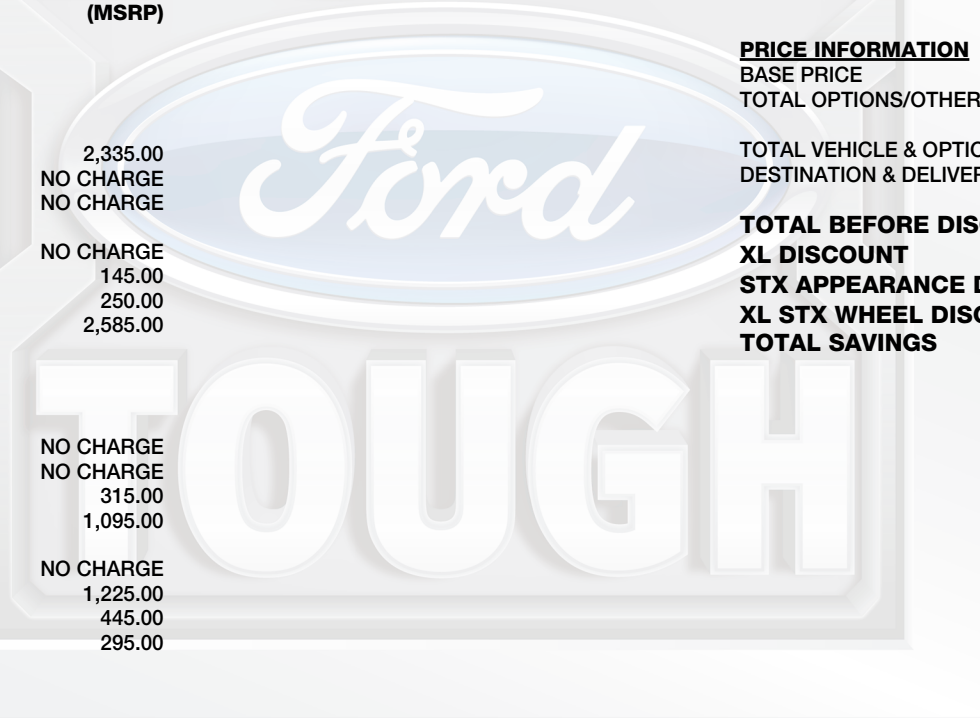 (MSRP)
2,335.00
NO CHARGE
NO CHARGE
NO CHARGE
145.00
250.00
2,585.00
NO CHARGE
NO CHARGE
315.00
1,095.00
NO CHARGE
1,225.00
445.00
295.00
PRICE INFORMATION
BASE PRICE
TOTAL OPTIONS/OTHER
TOTAL VEHICLE & OPTIO
DESTINATION & DELIVER
TOTAL BEFORE DISC
XL DISCOUNT
STX APPEARANCE D
XL STX WHEEL DISC
TOTAL SAVINGS
Ford
TOUGH